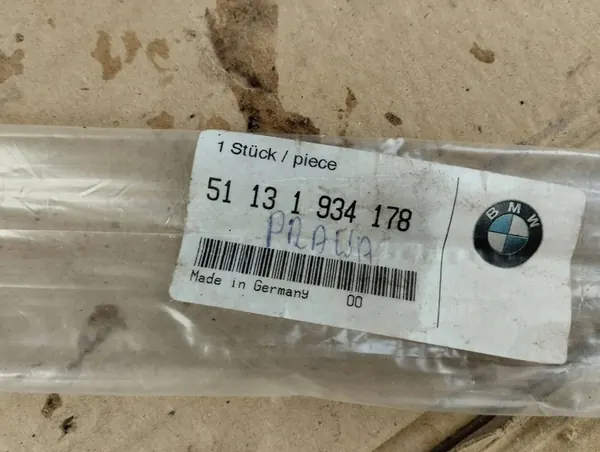 1 Stück / piece
51 13 1 934 178
PRAWA
Made in Germany 00
BMW